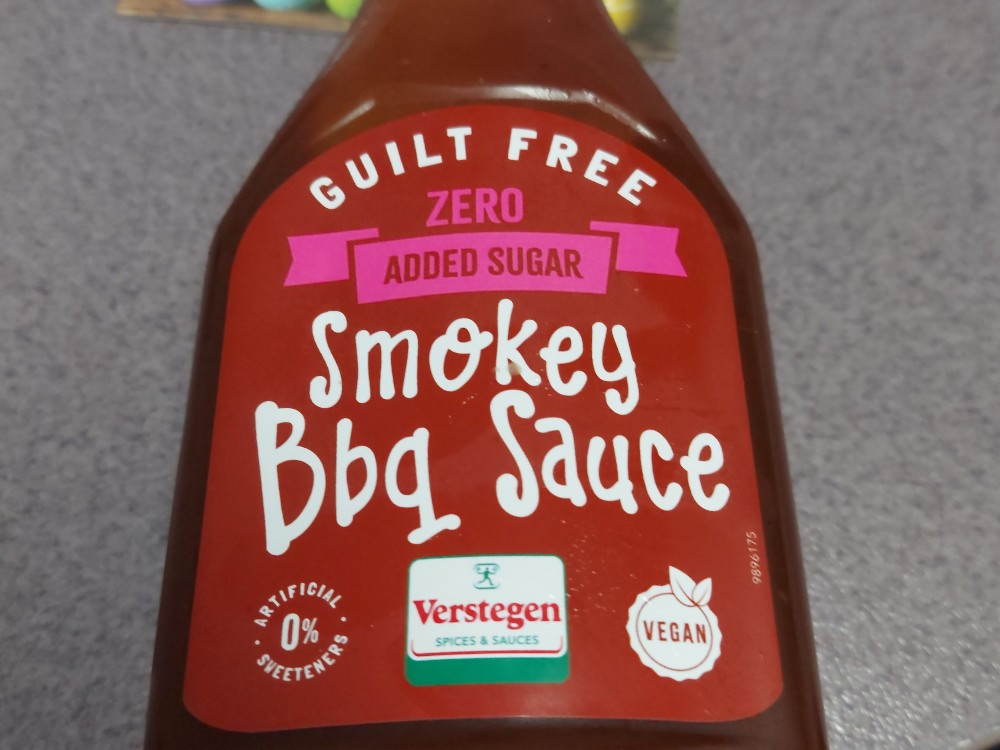 GUILT FREE
ZERO
ADDED SUGAR
Smokey
Bbq Sauce
9896175
ARTIFICIAL
0%
SWEETENERS
Verstegen
SPICES & SAUCES
VEGAN